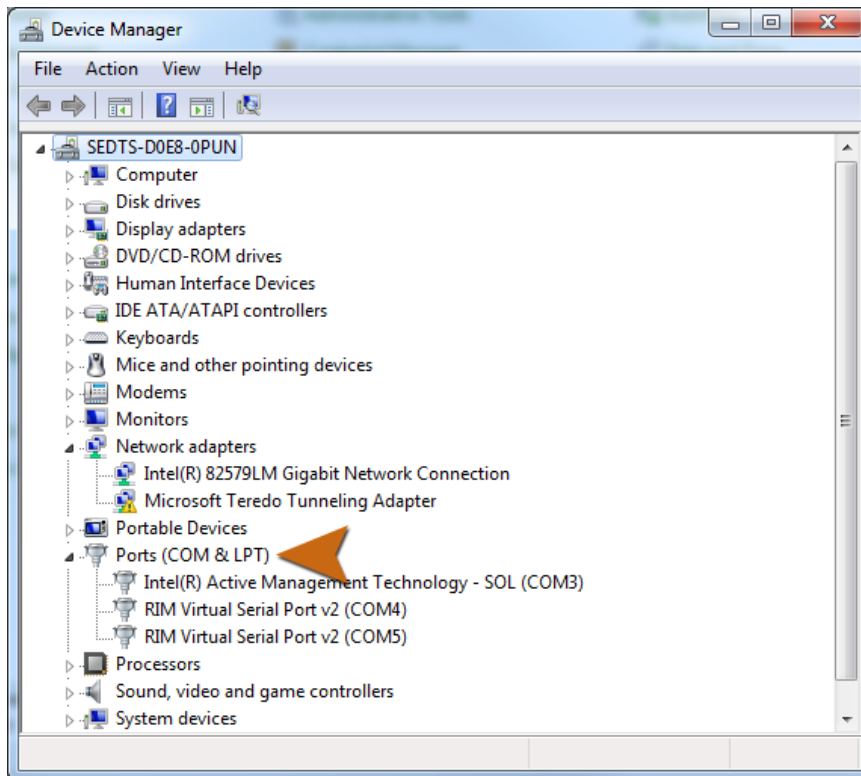 Device Manager
File Action View Help
SEDTS-D0E8-0PUN
Computer
Disk drives
Display adapters
DVD/CD-ROM drives
Human Interface Devices
IDE ATA/ATAPI controllers
Keyboards
Mice and other pointing devices
Modems
Monitors
Network adapters
Intel(R) 82579LM Gigabit Network Connection
Microsoft Teredo Tunneling Adapter
Portable Devices
Ports (COM & LPT)
Intel(R) Active Management Technology - SOL (COM3)
RIM Virtual Serial Port v2 (COM4)
RIM Virtual Serial Port v2 (COM5)
Processors
Sound, video and game controllers
System devices